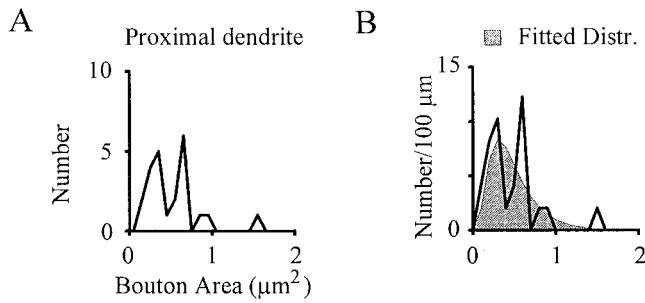 A
Proximal dendrite
10
5
0
Number
0 1 2
Bouton Area (μm²)
B
Fitted Distr.
15
0
Number/100 μm
0 1 2